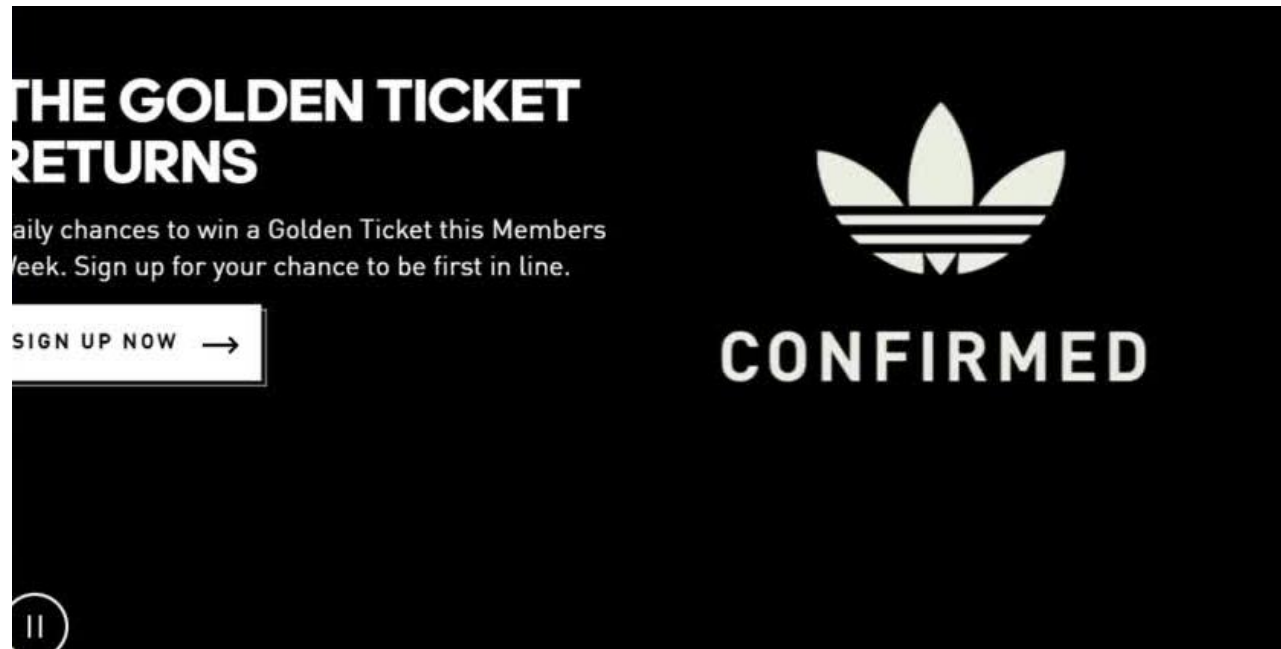 THE GOLDEN TICKET
RETURNS
aily chances to win a Golden Ticket this Members
Week. Sign up for your chance to be first in line.
SIGN UP NOW
CONFIRMED